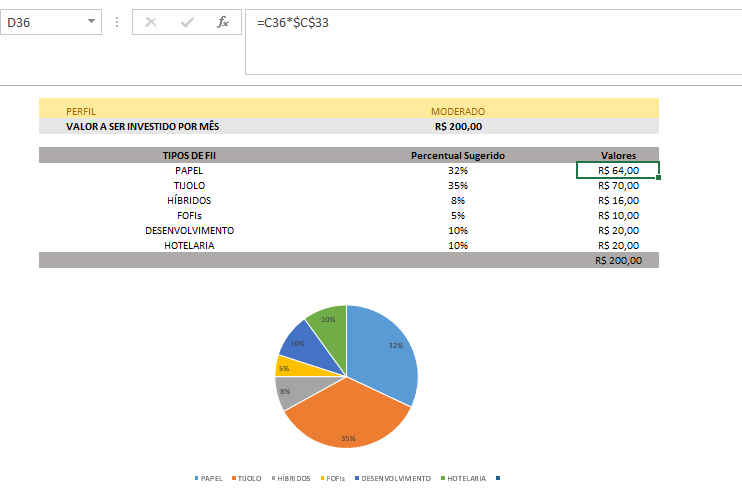 D36 fx =C36*$C$33
PERFIL MODERADO
VALOR A SER INVESTIDO POR MÊS R$ 200,00
TIPOS DE FII Percentual Sugerido Valores
PAPEL 32% R$ 64,00
TIJOLO 35% R$ 70,00
HÍBRIDOS 8% R$ 16,00
FOFIs 5% R$ 10,00
DESENVOLVIMENTO 10% R$ 20,00
HOTELARIA 10% R$ 20,00
R$ 200,00
10%
10% 32%
5%
8%
35%
PAPEL TIJOLO HÍBRIDOS FOFIs DESENVOLVIMENTO HOTELARIA